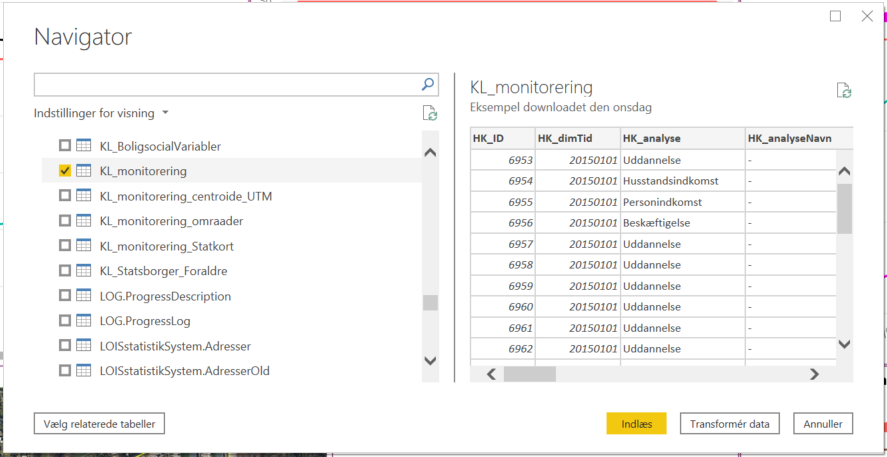 Navigator
Indstillinger for visning
KL_BoligsocialVariabler
KL_monitorering
KL_monitorering_centroide_UTM
KL_monitorering_omraader
KL_monitorering_Statkort
KL_Statsborger_Foraldre
LOG.ProgressDescription
LOG.ProgressLog
LOISstatistikSystem.Adresser
LOISstatistikSystem.AdresserOld
KL_monitorering
Eksempel downloadet den onsdag
HK_ID HK_dimTid HK_analyse HK_analyseNavn
6953 20150101 Uddannelse -
6954 20150101 Husstandsindkomst -
6955 20150101 Personindkomst -
6956 20150101 Beskæftigelse -
6957 20150101 Uddannelse -
6958 20150101 Uddannelse -
6959 20150101 Uddannelse -
6960 20150101 Uddannelse -
6961 20150101 Uddannelse -
6962 20150101 Uddannelse -
Vælg relaterede tabeller
Indlæs
Transformér data
Annuller